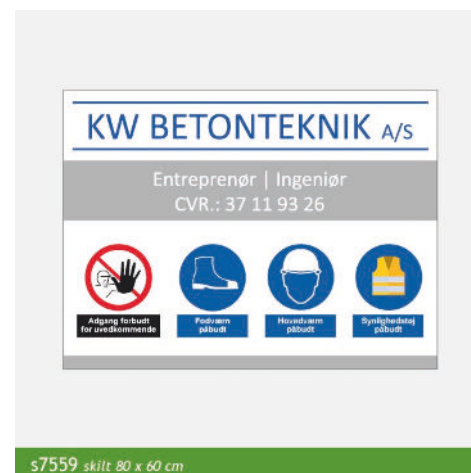 KW BETONTEKNIK A/S
Entreprenør | Ingeniør
CVR.: 37 11 93 26
Adgang forbudt
for uvedkommende
Fodværn
påbudt
Hovedværn
påbudt
Synlighedstøj
påbudt
s7559 skilt 80 x 60 cm